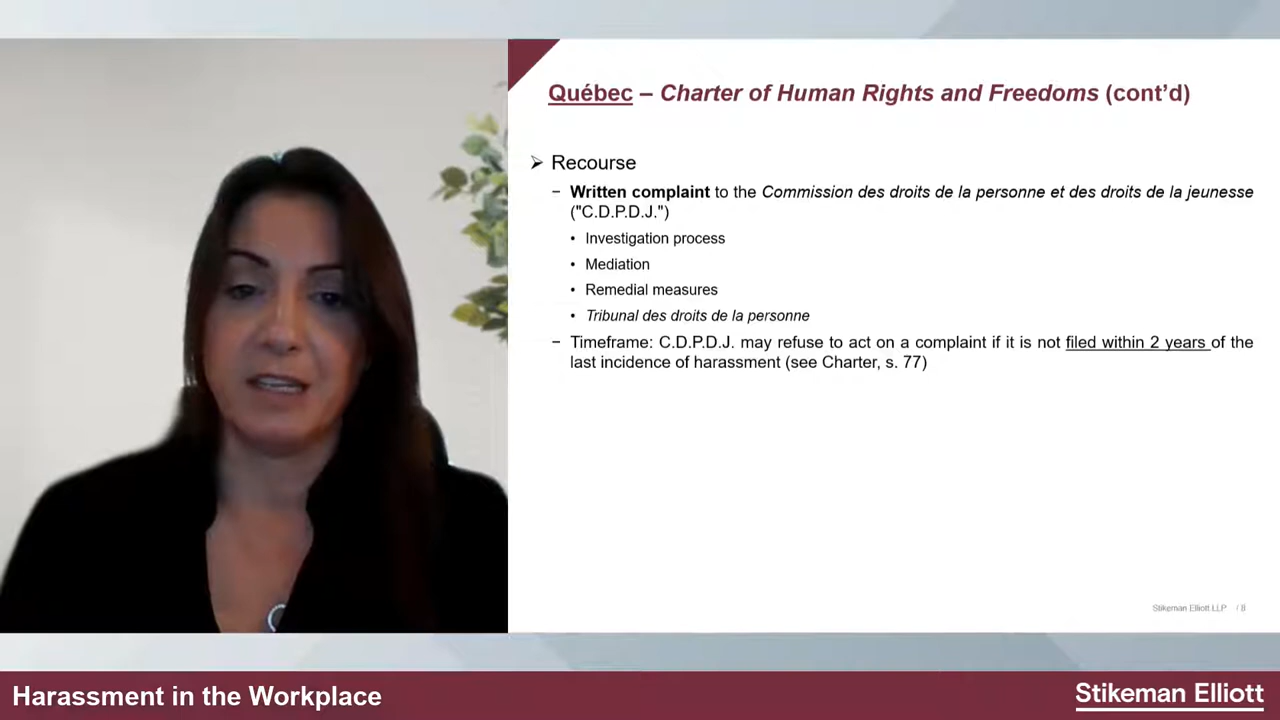 Québec – Charter of Human Rights and Freedoms (cont’d)
➢ Recourse
− Written complaint to the Commission des droits de la personne et des droits de la jeunesse
("C.D.P.D.J.")
• Investigation process
• Mediation
• Remedial measures
• Tribunal des droits de la personne
− Timeframe: C.D.P.D.J. may refuse to act on a complaint if it is not filed within 2 years of the
last incidence of harassment (see Charter, s. 77)
Stikeman Elliott LLP / 8
Harassment in the Workplace
Stikeman Elliott